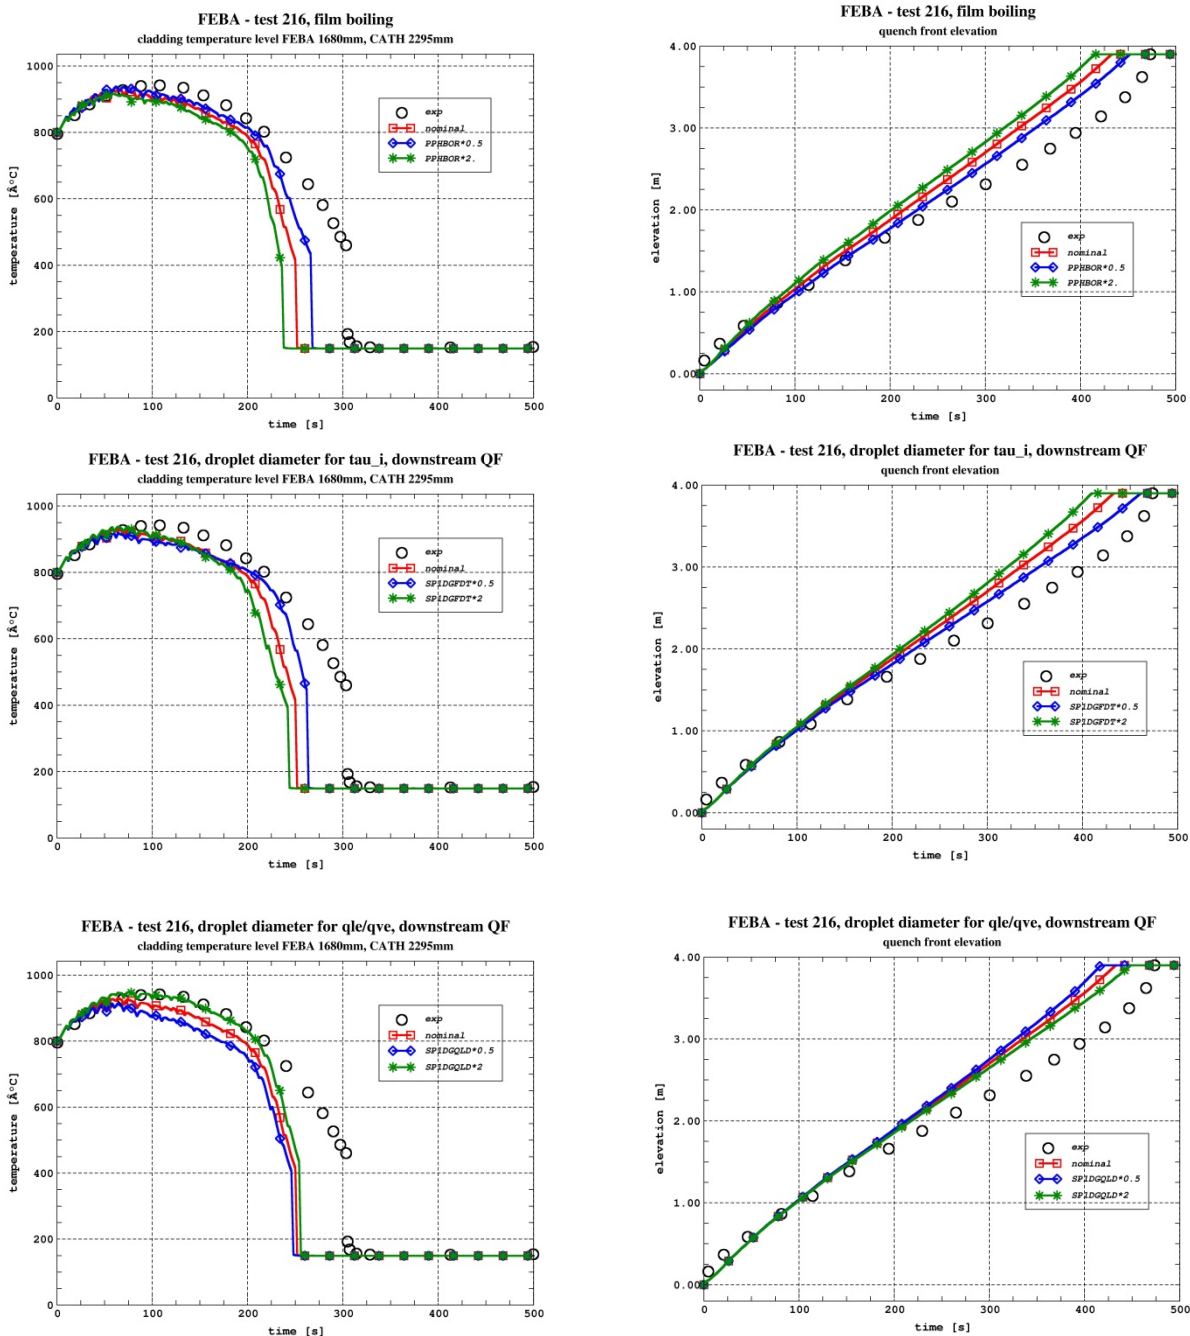 FEBA - test 216, film boiling
cladding temperature level FEBA 1680mm, CATH 2295mm
temperature [Â°C]
1000
800
600
400
200
0
0 100 200 300 400 500
time [s]
exp
nominal
PPHBOR*0.5
PPHBOR*2.
FEBA - test 216, film boiling
quench front elevation
elevation [m]
4.00
3.00
2.00
1.00
0.00
0 100 200 300 400 500
time [s]
exp
nominal
PPHBOR*0.5
PPHBOR*2.
FEBA - test 216, droplet diameter for tau_i, downstream QF
cladding temperature level FEBA 1680mm, CATH 2295mm
temperature [Â°C]
1000
800
600
400
200
0
0 100 200 300 400 500
time [s]
exp
nominal
SP1DGFDT*0.5
SP1DGFDT*2
FEBA - test 216, droplet diameter for tau_i, downstream QF
quench front elevation
elevation [m]
4.00
3.00
2.00
1.00
0.00
0 100 200 300 400 500
time [s]
exp
nominal
SP1DGFDT*0.5
SP1DGFDT*2
FEBA - test 216, droplet diameter for qle/qve, downstream QF
cladding temperature level FEBA 1680mm, CATH 2295mm
temperature [Â°C]
1000
800
600
400
200
0
0 100 200 300 400 500
time [s]
exp
nominal
SP1DGQLD*0.5
SP1DGQLD*2
FEBA - test 216, droplet diameter for qle/qve, downstream QF
quench front elevation
elevation [m]
4.00
3.00
2.00
1.00
0.00
0 100 200 300 400 500
time [s]
exp
nominal
SP1DGQLD*0.5
SP1DGQLD*2